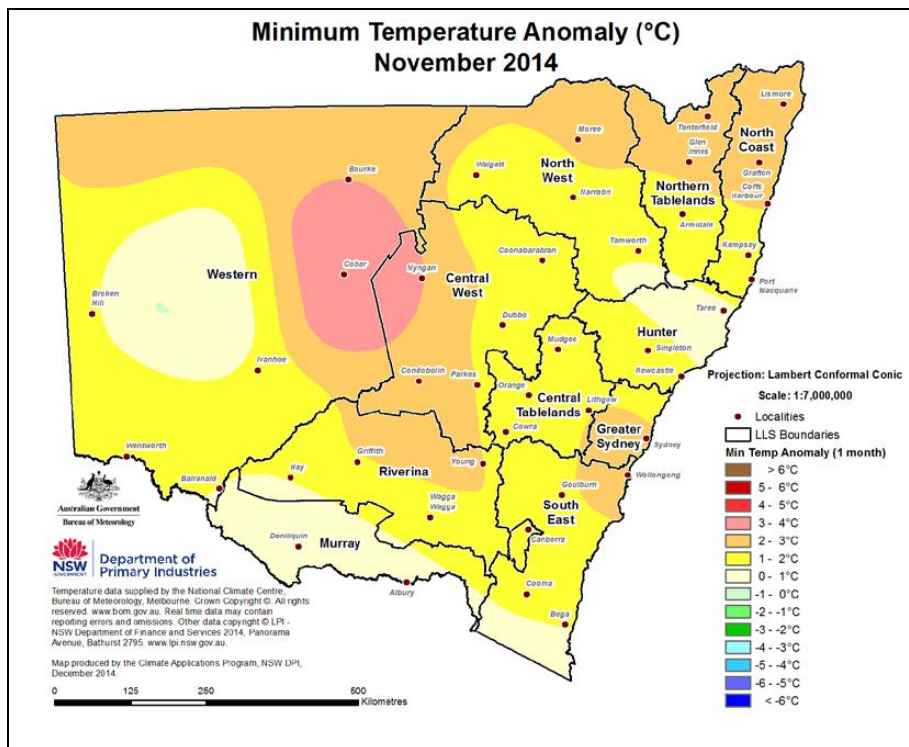 Minimum Temperature Anomaly (°C)
November 2014
Lismore
Tenterfield
North
Coast
Moree
Glen
Innes
Bourke
Walgett
North
West
Grafton
Northern
Tablelands
Coffs
Harbour
Narrabri
Armidale
Tamworth
Kempsey
Coonabarabran
Western
Cobar
Nyngan
Central
West
Port
Macquarie
Broken
Hill
Taree
Dubbo
Hunter
Mudgee
Singleton
Ivanhoe
Newcastle
Condobolin
Parkes
Orange
Central
Tablelands
Lithgow
Cowra
Greater
Sydney
Sydney
Wentworth
Griffith
Riverina
Young
Hay
Balranald
Wollongong
Goulburn
Wagga
Wagga
South
East
Murray
Deniliquin
Canberra
Albury
Cooma
Bega
Projection: Lambert Conformal Conic
Scale: 1:7,000,000
Localities
LLS Boundaries
Min Temp Anomaly (1 month)
> 6°C
5 - 6°C
4 - 5°C
3 - 4°C
2 - 3°C
1 - 2°C
0 - 1°C
-1 - 0°C
-2 - -1°C
-3 - -2°C
-4 - -3°C
-5 - -4°C
-6 - -5°C
< -6°C
Australian Government
Bureau of Meteorology
NSW
GOVERNMENT
Department of
Primary Industries
Temperature data supplied by the National Climate Centre,
Bureau of Meteorology, Melbourne. Crown Copyright ©. All rights
reserved. www.bom.gov.au. Real time data may contain
reporting errors and omissions. Other data copyright © LPI -
NSW Department of Finance and Services 2014, Panorama
Avenue, Bathurst 2795. www.lpi.nsw.gov.au.
Map produced by the Climate Applications Program, NSW DPI,
December 2014.
0 125 250 500
Kilometres